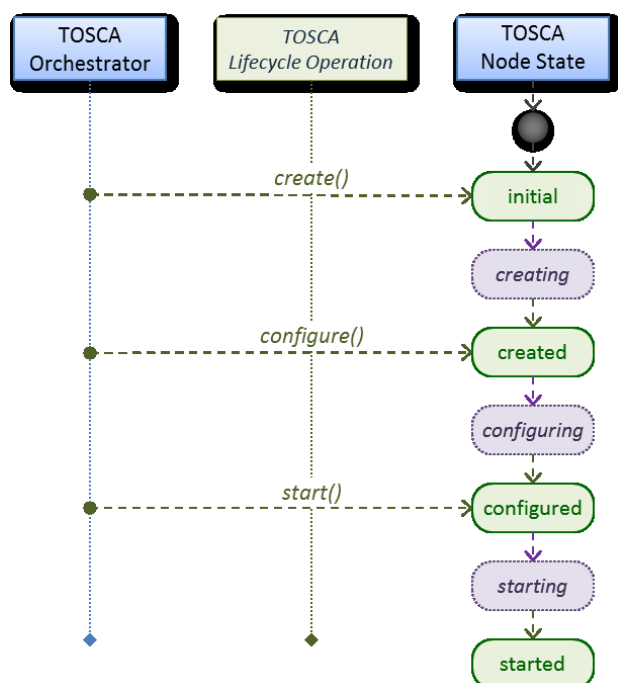 TOSCA
Orchestrator
TOSCA
Lifecycle Operation
TOSCA
Node State
create()
initial
creating
configure()
created
configuring
start()
configured
starting
started